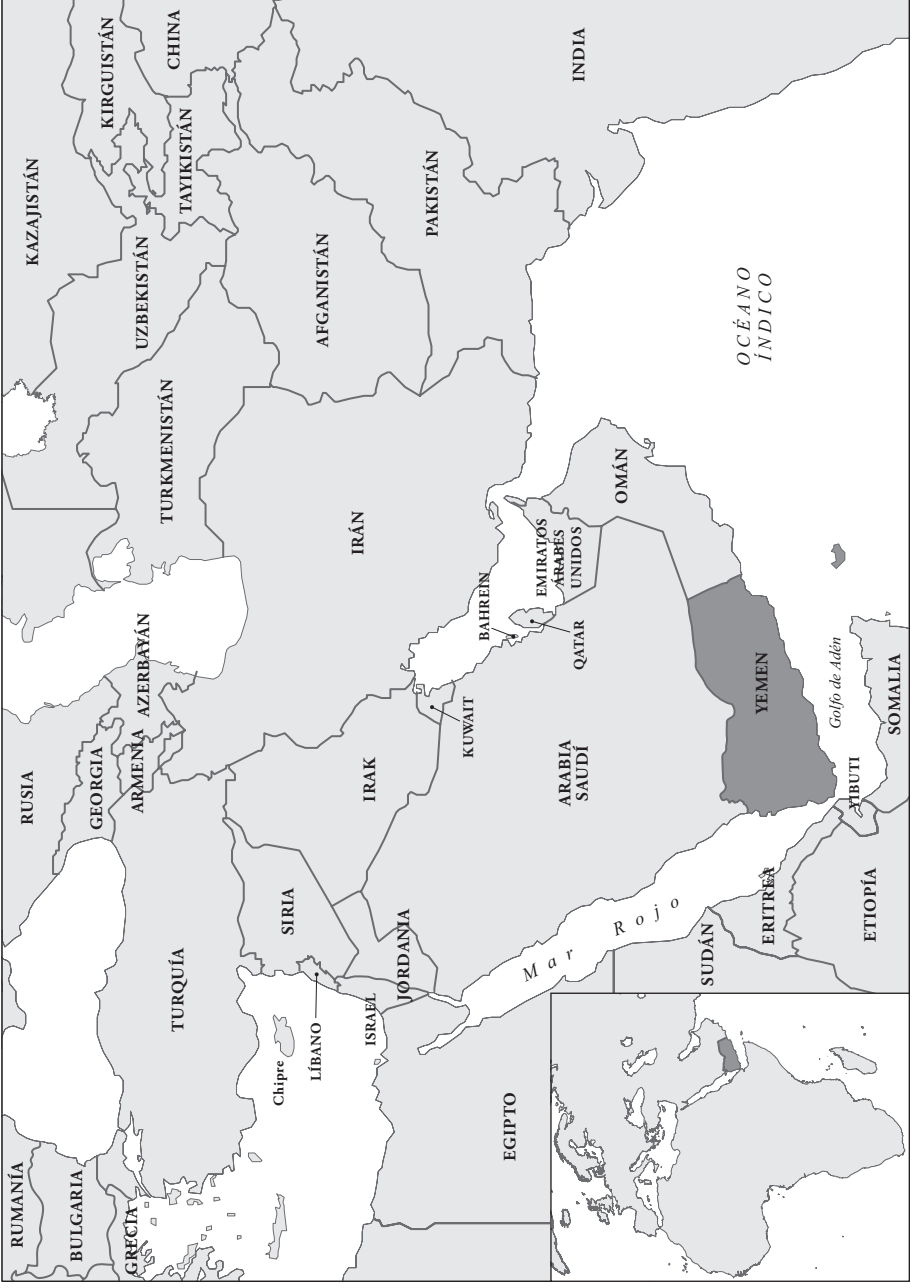 RUMANÍA
BULGARIA
GRECIA
RUSIA
GEORGIA
ARMENIA
AZERBAYÁN
KAZAJISTÁN
KIRGUISTÁN
CHINA
UZBEKISTÁN
TAYIKISTÁN
TURKMENISTÁN
TURQUÍA
Chipre
LÍBANO
SIRIA
ISRAEL
JORDANIA
IRAK
IRÁN
AFGANISTÁN
PAKISTÁN
INDIA
KUWAIT
BAHREIN
QATAR
EMIRATOS
ÁRABES
UNIDOS
OMÁN
EGIPTO
ARABIA
SAUDÍ
Mar Rojo
YEMEN
OCÉANO
ÍNDICO
SUDÁN
ERITREA
Golfo de Adén
YIBUTI
ETIOPÍA
SOMALIA